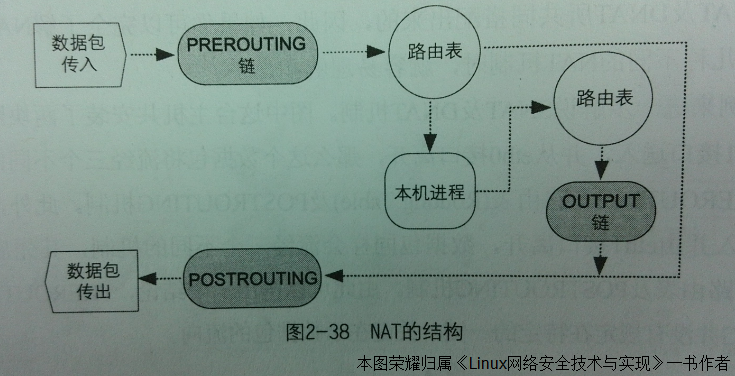 数据包
传入
PREROUTING
链
路由表
路由表
本机进程
OUTPUT
链
数据包
传出
POSTROUTING
图2-38 NAT的结构
本图荣耀归属《Linux网络安全技术与实现》一书作者